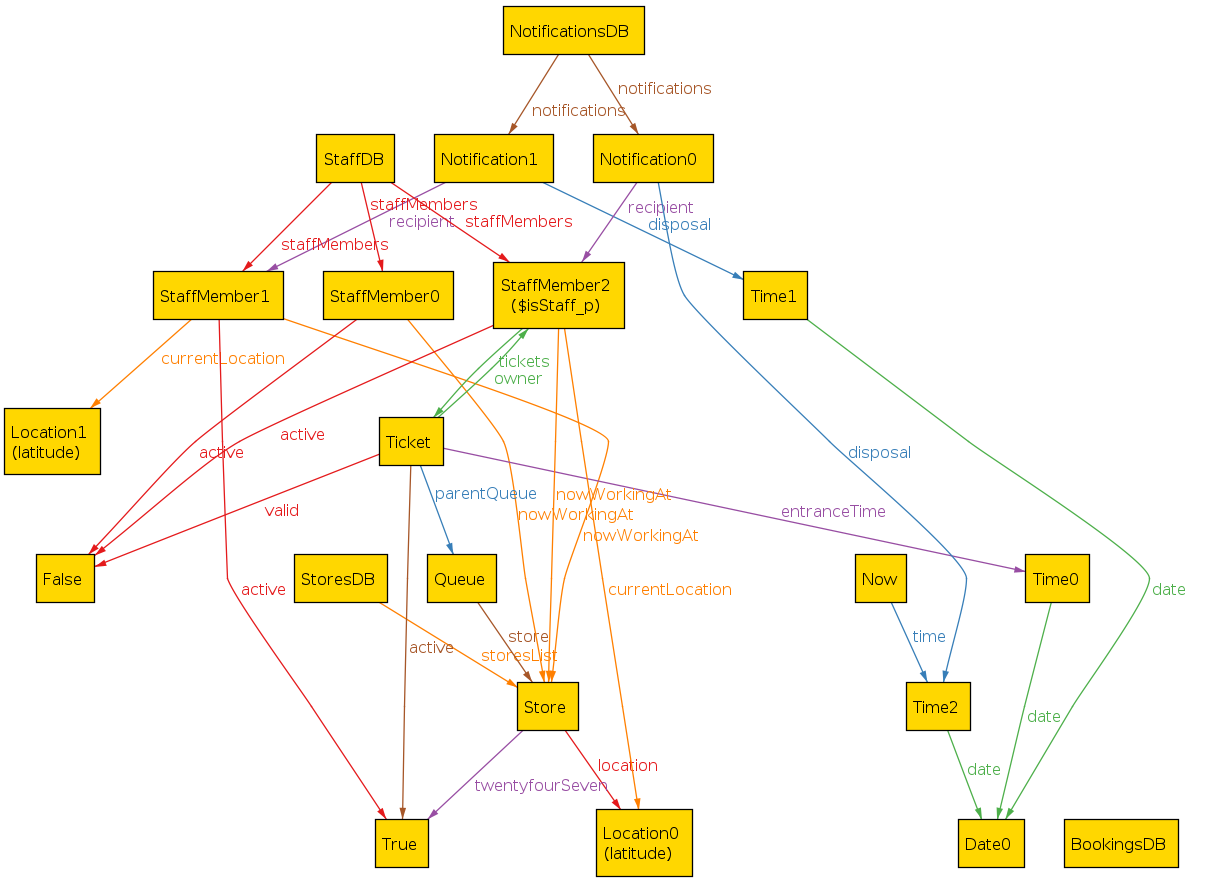 NotificationsDB
notifications
notifications
StaffDB
Notification1
Notification0
staffMembers
recipient
recipient
staffMembers
disposal
staffMembers
StaffMember1
StaffMember0
StaffMember2
($isStaff_p)
Time1
currentLocation
tickets
owner
Location1
(latitude)
active
Ticket
active
disposal
parentQueue
nowWorkingAt
valid
nowWorkingAt
entranceTime
nowWorkingAt
False
StoresDB
Queue
Now
Time0
active
currentLocation
date
store
time
active
storesList
Store
Time2
date
location
date
twentyfourSeven
True
Location0
(latitude)
Date0
BookingsDB